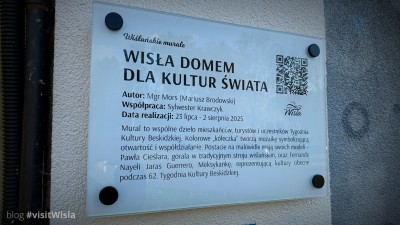 Wiślańskie murale
WISŁA DOMEM
DLA KULTUR ŚWIATA
Autor: Mgr Mors (Mariusz Brodowski)
Współpraca: Sylwester Krawczyk
Data realizacji: 23 lipca - 2 sierpnia 2025
Wisła
Mural to wspólne dzieło mieszkańców, turystów i uczestników Tygodnia
Kultury Beskidzkiej. Kolorowe „kółeczka" tworzą mozaikę symbolizującą
otwartość i współdziałanie. Postacie na malowidle mają swoich modeli -
Pawła Cieślara, górala w tradycyjnym stroju wiślańskim, oraz Fernanda
Nayeli Jaras Guerrero, Meksykankę, reprezentującą kultury obecne
podczas 62. Tygodnia Kultury Beskidzkiej.
blog #visitWisla